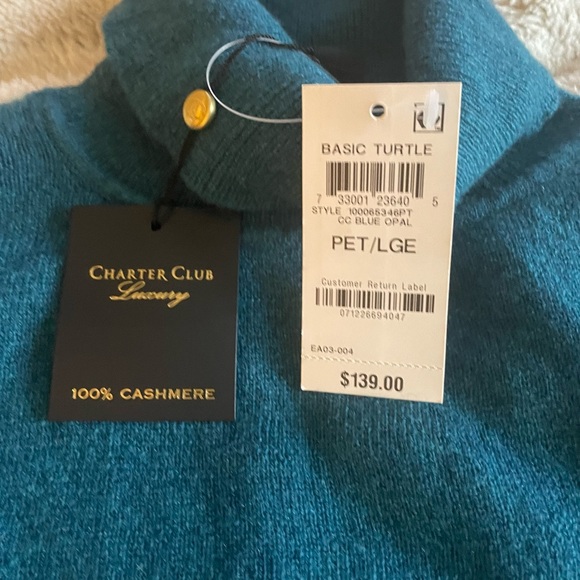 CHARTER CLUB
Luxury
100% CASHMERE
BASIC TURTLE
7 33001 23640 5
STYLE 100065346PT
CC BLUE OPAL
PET/LGE
Customer Return Label
071226694047
EA03-004
$139.00